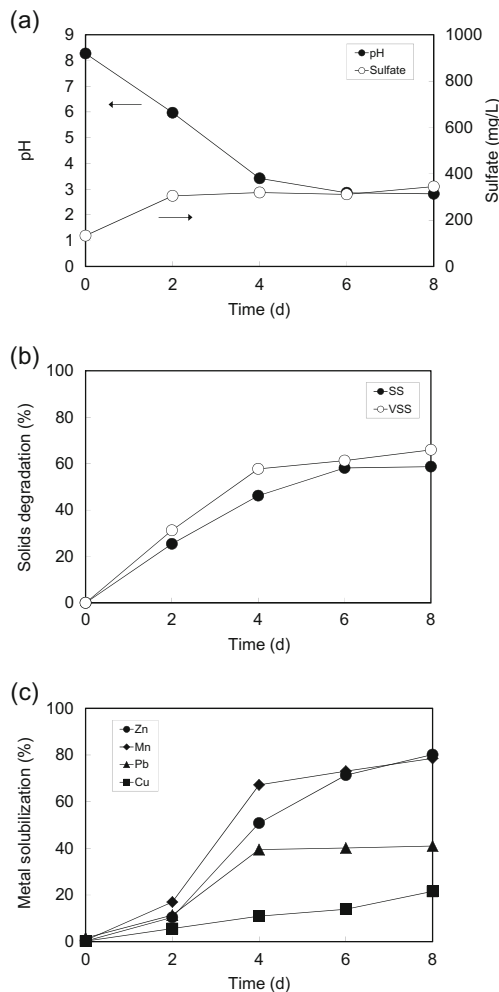 (a)
9
8
7
6
5
4
3
2
1
0
pH
1000
800
600
400
200
0
Sulfate (mg/L)
pH
Sulfate
0 2 4 6 8
Time (d)
(b)
100
80
60
40
20
0
Solids degradation (%)
SS
VSS
0 2 4 6 8
Time (d)
(c)
100
80
60
40
20
0
Metal solubilization (%)
Zn
Mn
Pb
Cu
0 2 4 6 8
Time (d)